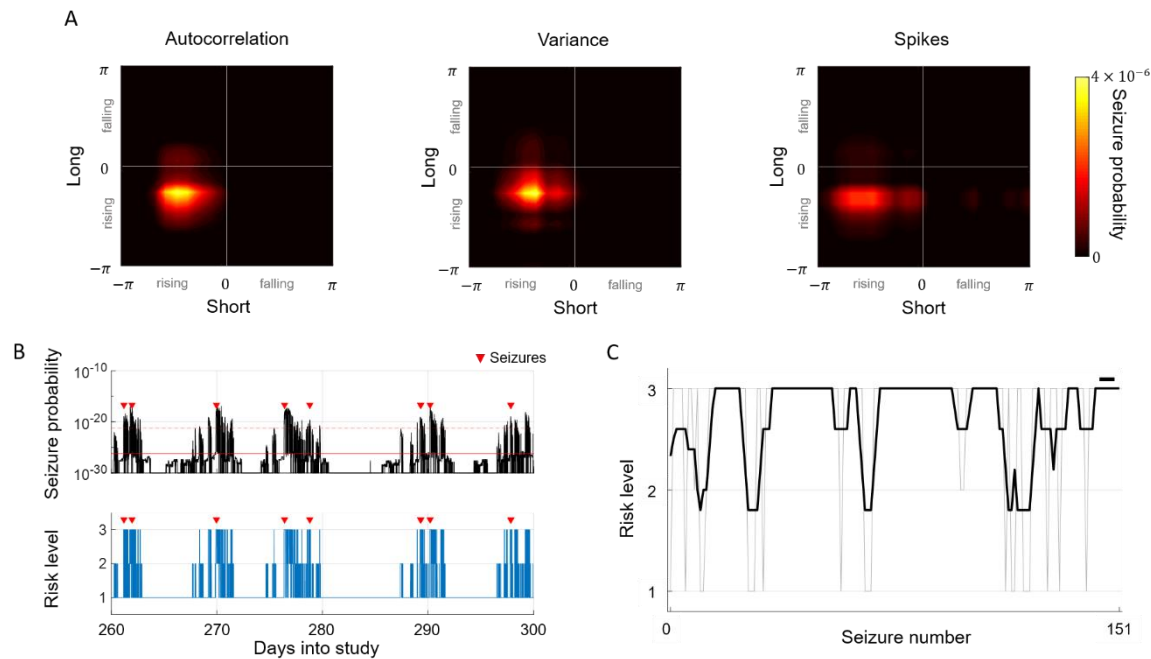 A
Autocorrelation
Variance
Spikes
π
falling
0
rising
−π
Long
−π rising 0 falling π
Short
π
falling
0
rising
−π
Long
−π rising 0 falling π
Short
π
falling
0
rising
−π
Long
−π rising 0 falling π
Short
4 × 10⁻⁶
0
Seizure probability
B
Seizures
Seizure probability
10⁻¹⁰
10⁻²⁰
10⁻³⁰
Risk level
3
2
1
260 270 280 290 300
Days into study
C
Risk level
3
2
1
0 151
Seizure number